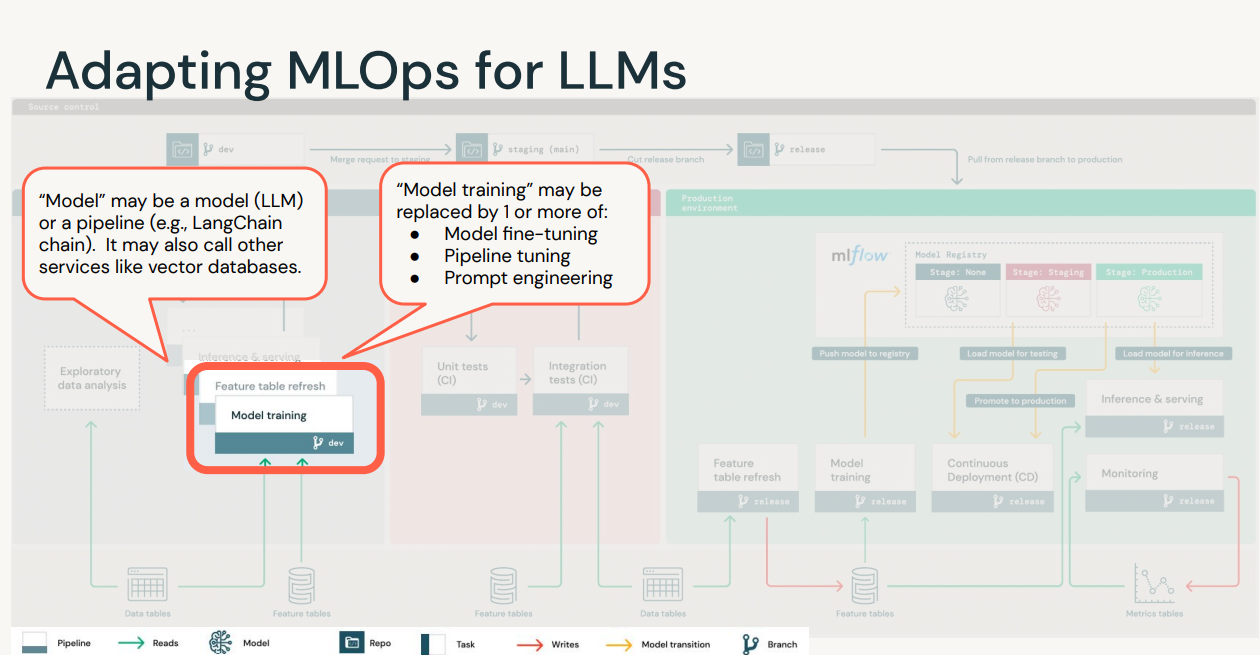 Adapting MLOps for LLMs
Source control
dev
Merge request to staging
staging (main)
Cut release branch
release
Pull from release branch to production
“Model” may be a model (LLM)
or a pipeline (e.g., LangChain
chain). It may also call other
services like vector databases.
“Model training” may be
replaced by 1 or more of:
● Model fine-tuning
● Pipeline tuning
● Prompt engineering
Production
environment
mlflow
Model Registry
Stage: None
Stage: Staging
Stage: Production
Push model to registry
Load model for testing
Load model for inference
Promote to production
...
Inference & serving
Exploratory
data analysis
Feature table refresh
Model training
dev
Unit tests
(CI)
dev
Integration
tests (CI)
dev
Feature
table refresh
release
Model
training
release
Continuous
Deployment (CD)
release
Inference & serving
release
Monitoring
release
Data tables
Feature tables
Feature tables
Data tables
Feature tables
Metrics tables
Pipeline
Reads
Model
Repo
Task
Writes
Model transition
Branch